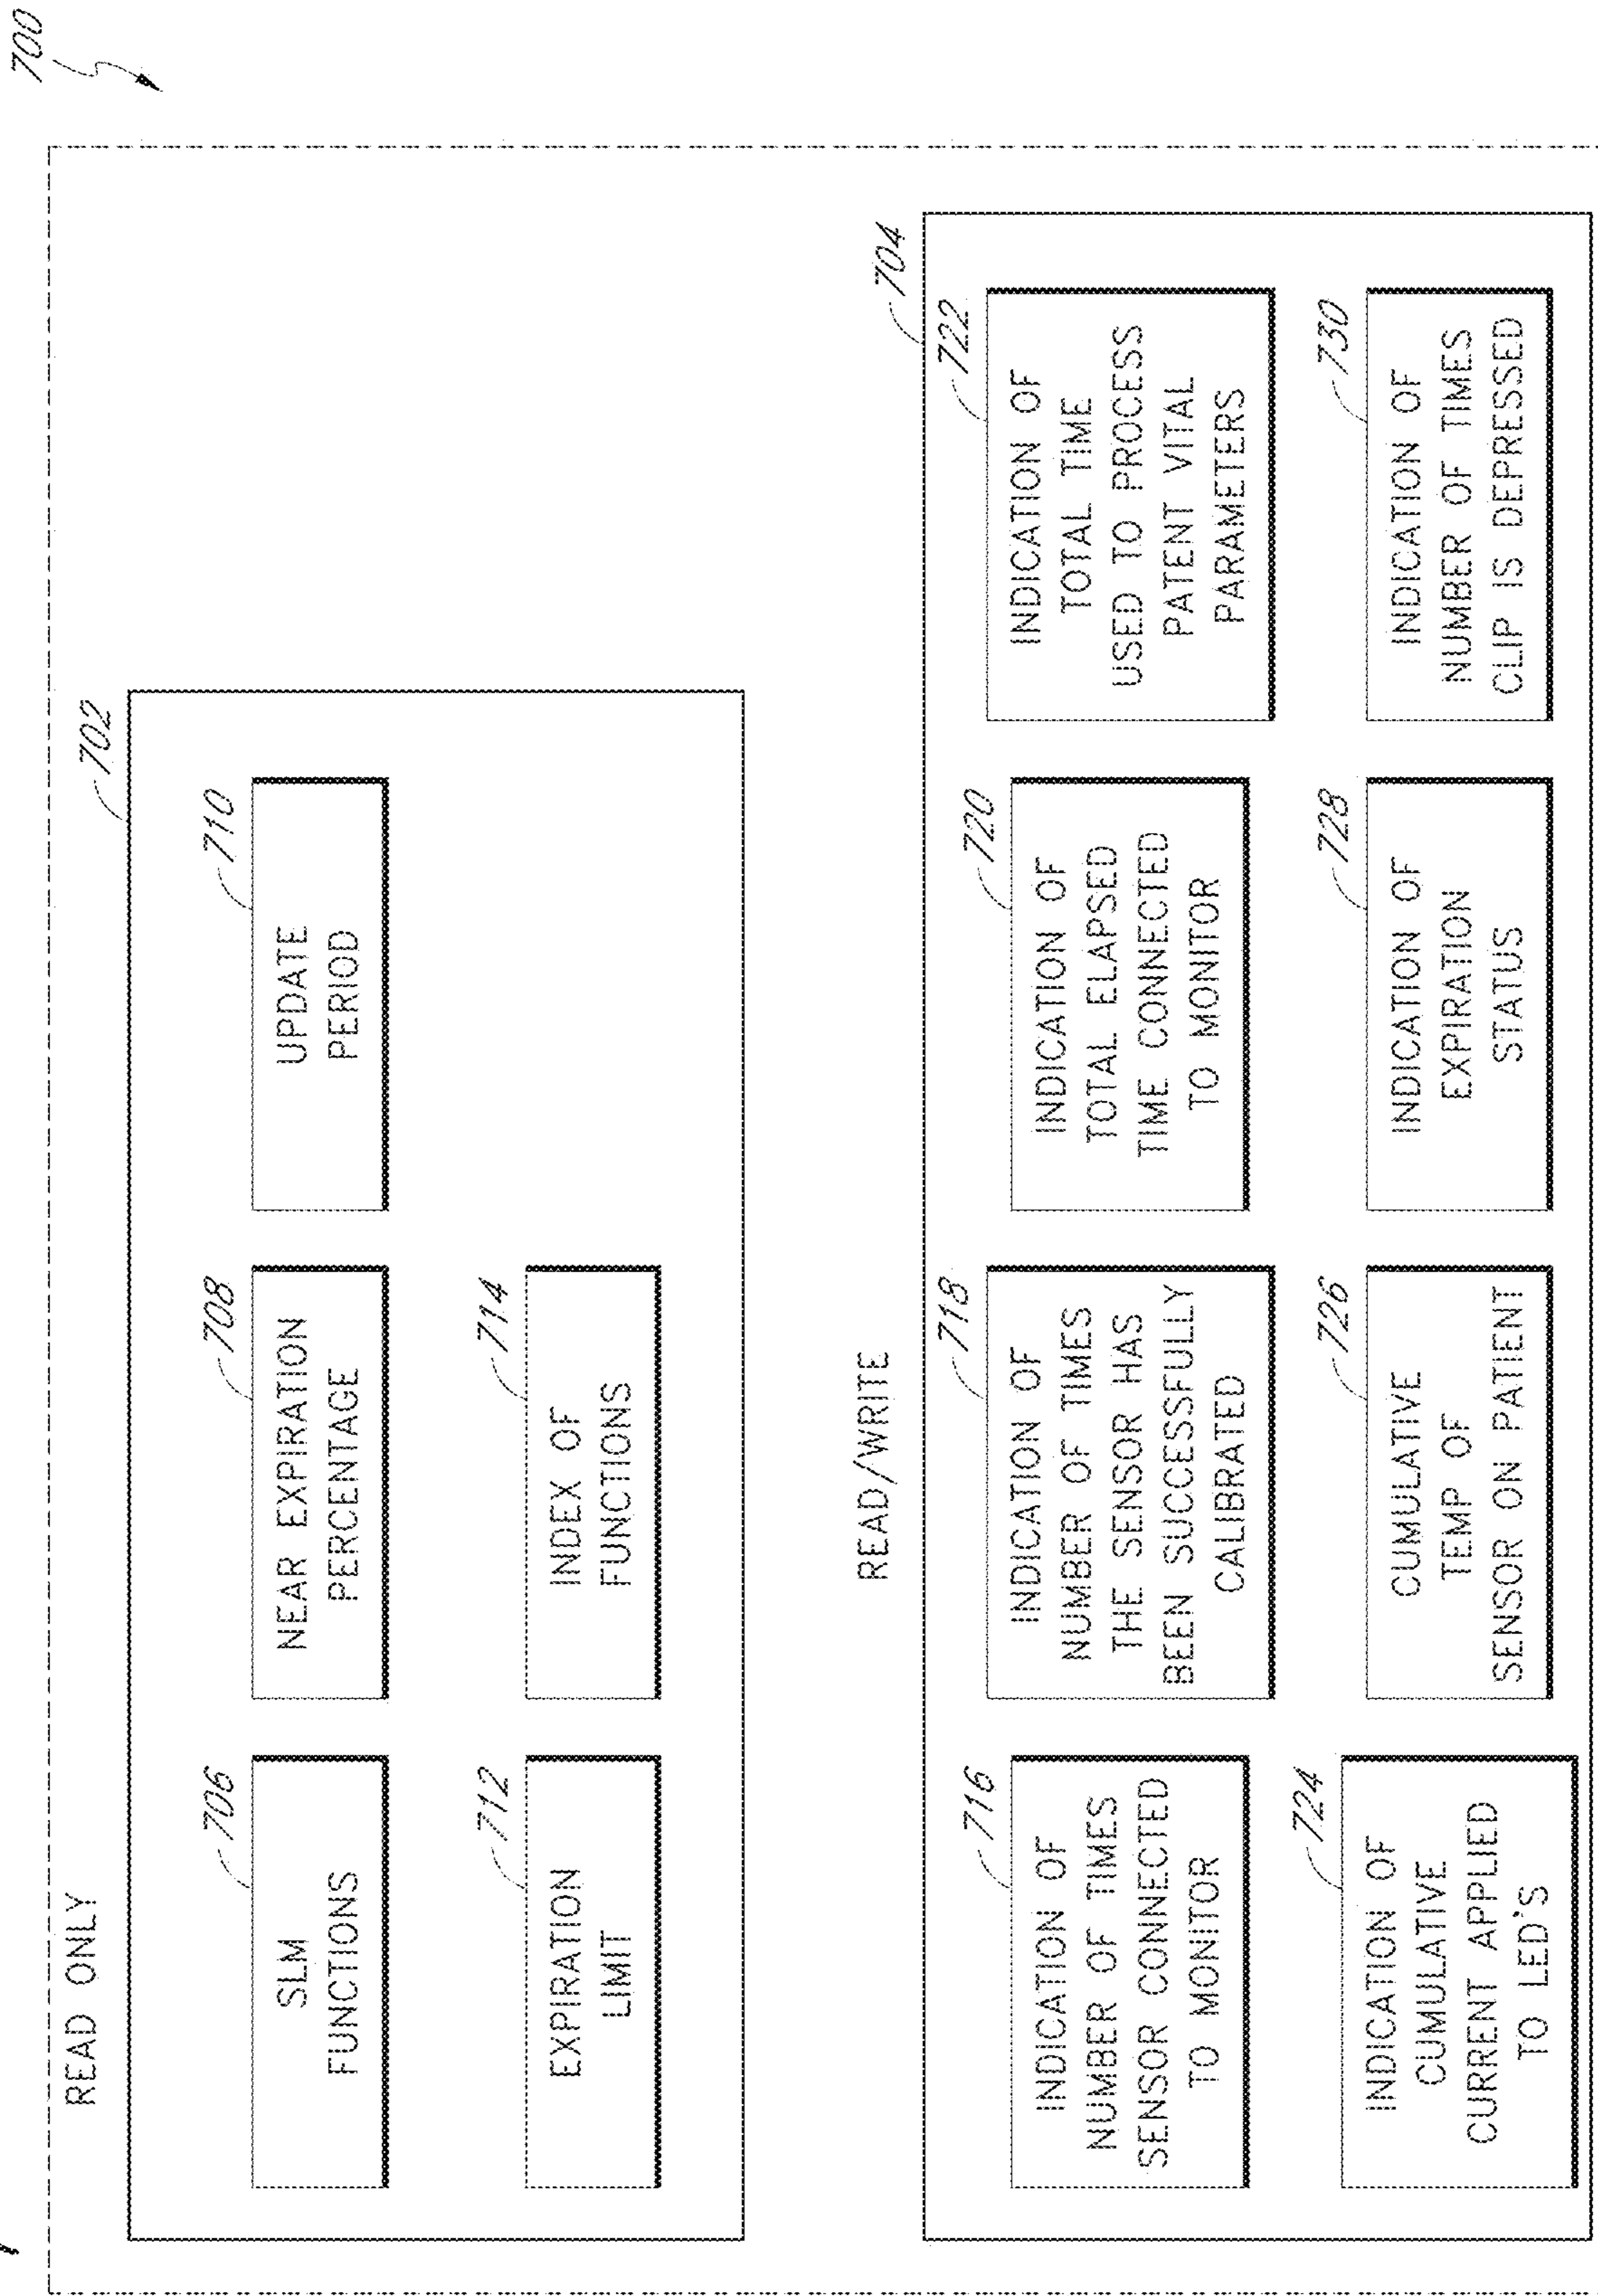 700
READ ONLY
702
706
SLM
FUNCTIONS
708
NEAR EXPIRATION
PERCENTAGE
710
UPDATE
PERIOD
712
EXPIRATION
LIMIT
714
INDEX OF
FUNCTIONS
READ/WRITE
704
716
INDICATION OF
NUMBER OF TIMES
SENSOR CONNECTED
TO MONITOR
718
INDICATION OF
NUMBER OF TIMES
THE SENSOR HAS
BEEN SUCCESSFULLY
CALIBRATED
720
INDICATION OF
TOTAL ELAPSED
TIME CONNECTED
TO MONITOR
722
INDICATION OF
TOTAL TIME
USED TO PROCESS
PATENT VITAL
PARAMETERS
724
INDICATION OF
CUMULATIVE
CURRENT APPLIED
TO LED'S
726
CUMULATIVE
TEMP OF
SENSOR ON PATIENT
728
INDICATION OF
EXPIRATION
STATUS
730
INDICATION OF
NUMBER OF TIMES
CLIP IS DEPRESSED